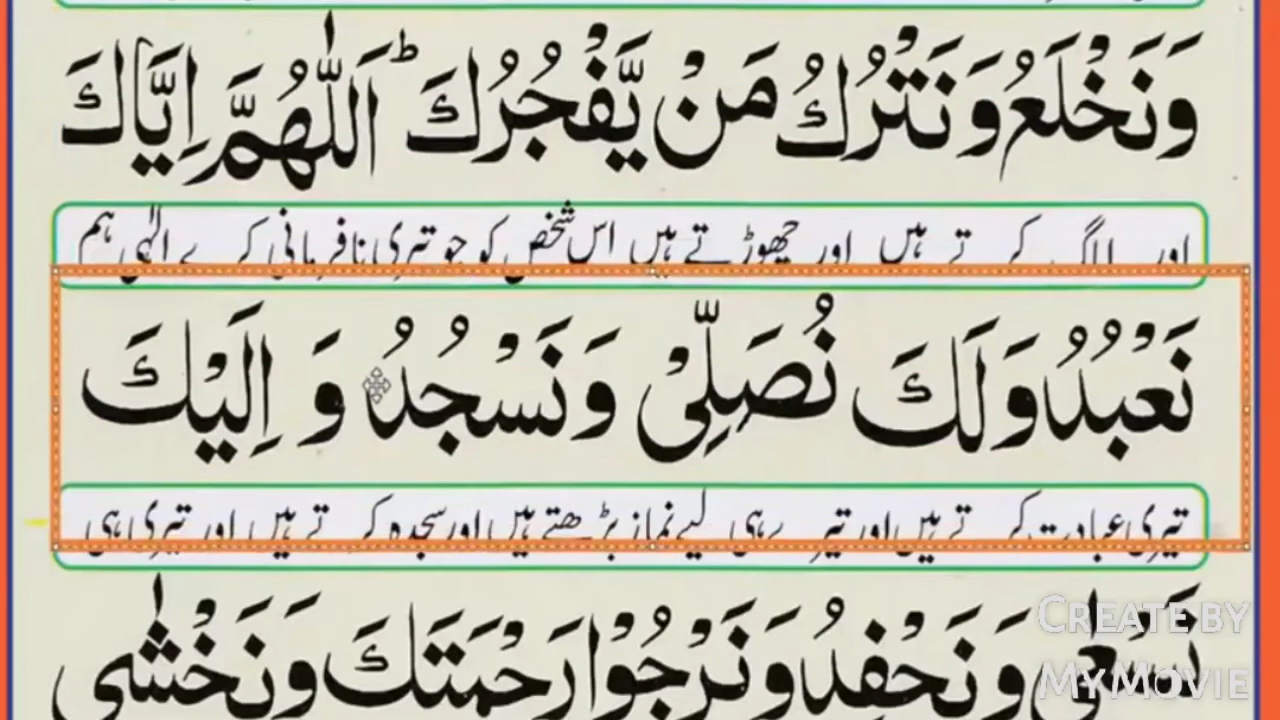 وَنَخْلَعُ وَنَتْرُكُ مَنْ يَّفْجُرُكَ ؕ اَللّٰهُمَّ اِيَّاكَ
اور الگ کرتے ہیں اور چھوڑتے ہیں اس شخص کو جو تیری نافرمانی کرے الٰہی ہم
نَعْبُدُ وَلَكَ نُصَلِّیْ وَنَسْجُدُ وَ اِلَيْكَ
تیری عبادت کرتے ہیں اور تیرے ہی لیے نماز پڑھتے ہیں اور سجدہ کرتے ہیں اور تیری ہی
نَسْعٰی وَنَحْفِدُ وَنَرْجُوْا رَحْمَتَكَ وَنَخْشٰی
CREATE BY
MYMOVIE